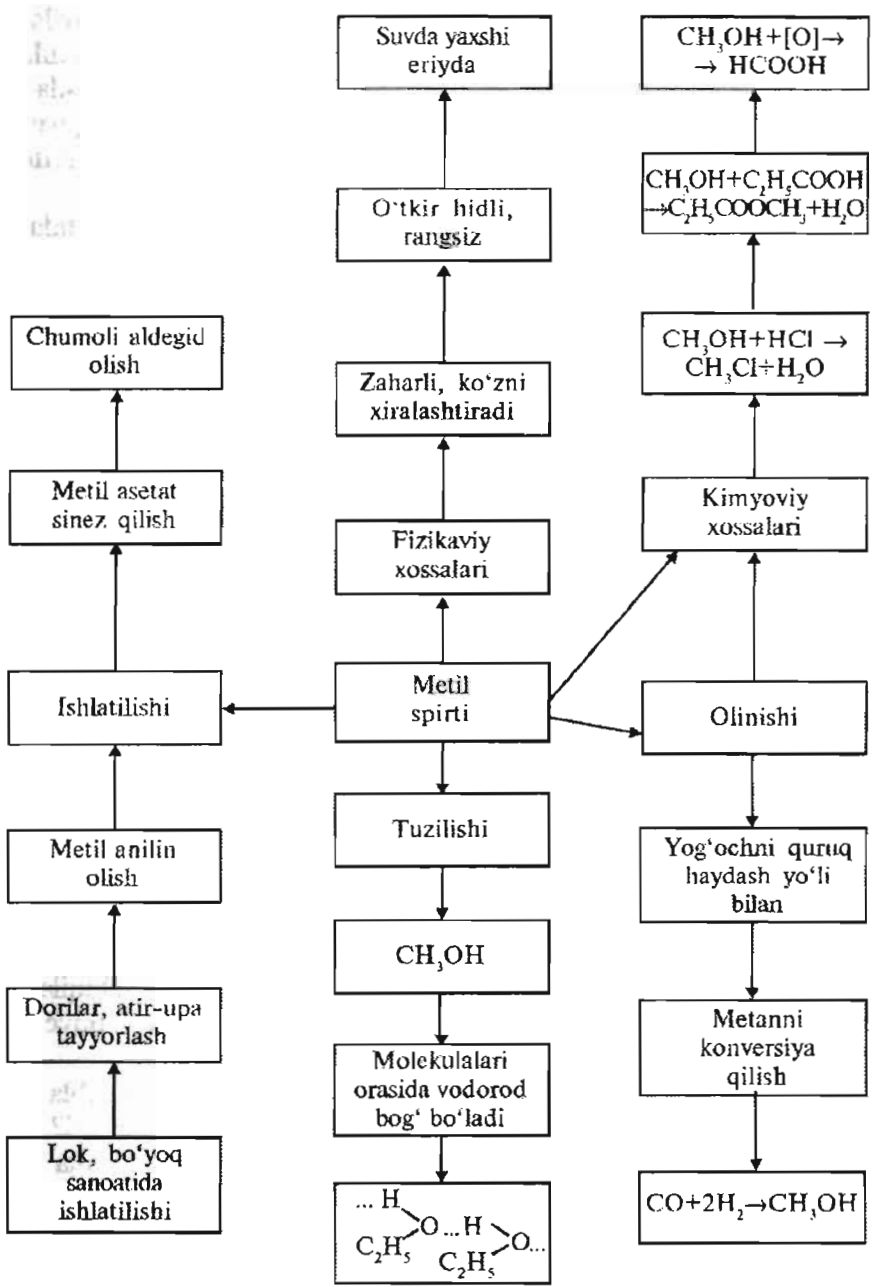 Suvda yaxshi
eriyda
O‘tkir hidli,
rangsiz
Zaharli, ko‘zni
xiralashtiradi
Fizikaviy
xossalari
CH₃OH+[O]→
→ HCOOH
CH₃OH+C₂H₅COOH
→C₂H₅COOCH₃+H₂O
CH₃OH+HCl →
CH₃Cl+H₂O
Kimyoviy
xossalari
Chumoli aldegid
olish
Metil asetat
sinez qilish
Ishlatilishi
Metil anilin
olish
Dorilar, atir-upa
tayyorlash
Lok, bo‘yoq
sanoatida
ishlatilishi
Metil
spirti
Tuzilishi
CH₃OH
Molekulalari
orasida vodorod
bog‘ bo‘ladi
... H
O...H
O...
C₂H₅
C₂H₅
Olinishi
Yog‘ochni quruq
haydash yo‘li
bilan
Metanni
konversiya
qilish
CO+2H₂→CH₃OH